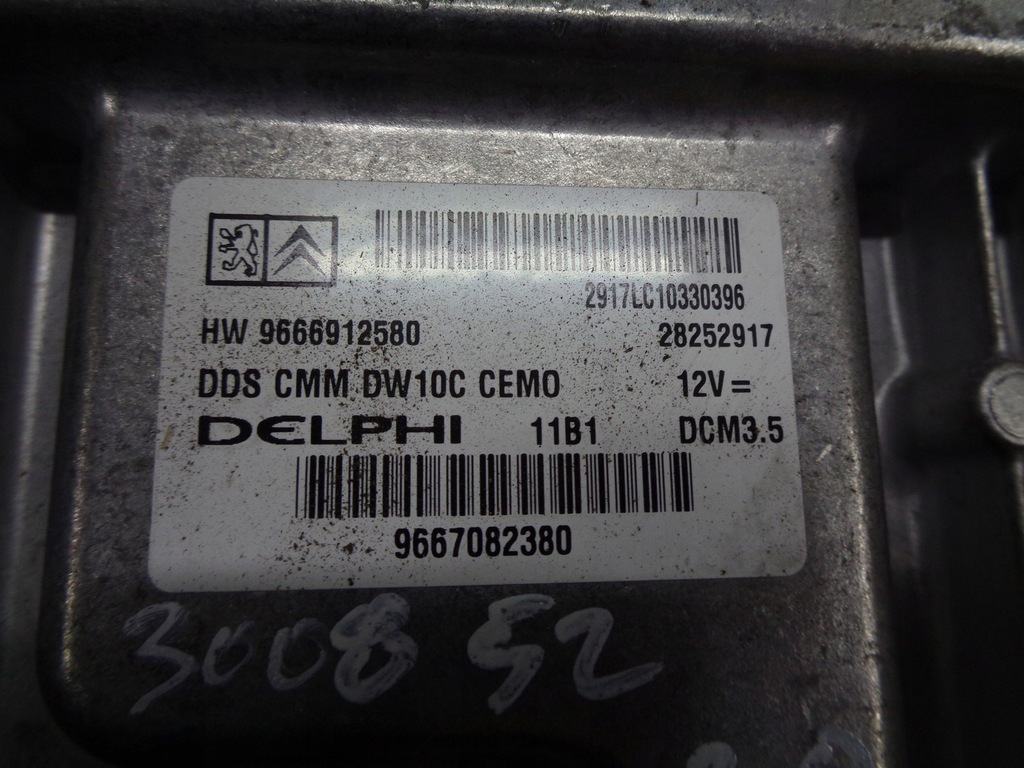 2917LC10330396
HW 9666912580 28252917
DDS CMM DW10C CEMO 12V=
DELPHI 11B1 DCM3.5
9667082380
3008 52